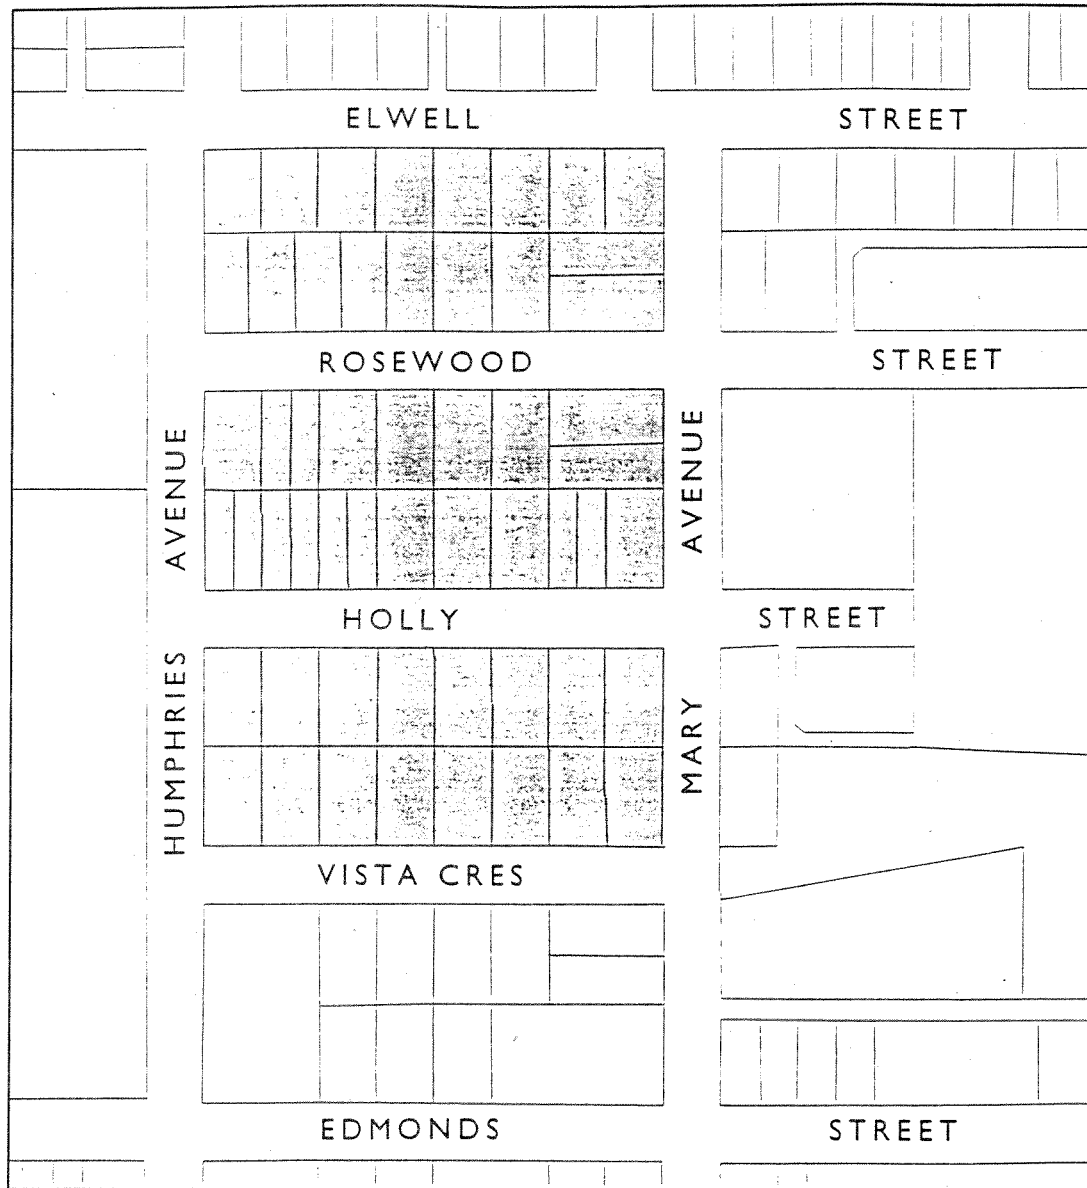 ELWELL STREET
ROSEWOOD STREET
HUMPHRIES AVENUE
MARY AVENUE
HOLLY STREET
VISTA CRES
EDMONDS STREET